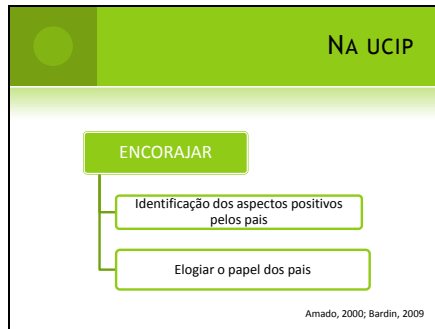 NA UCIP
ENCORAJAR
Identificação dos aspectos positivos
pelos pais
Elogiar o papel dos pais
Amado, 2000; Bardin, 2009